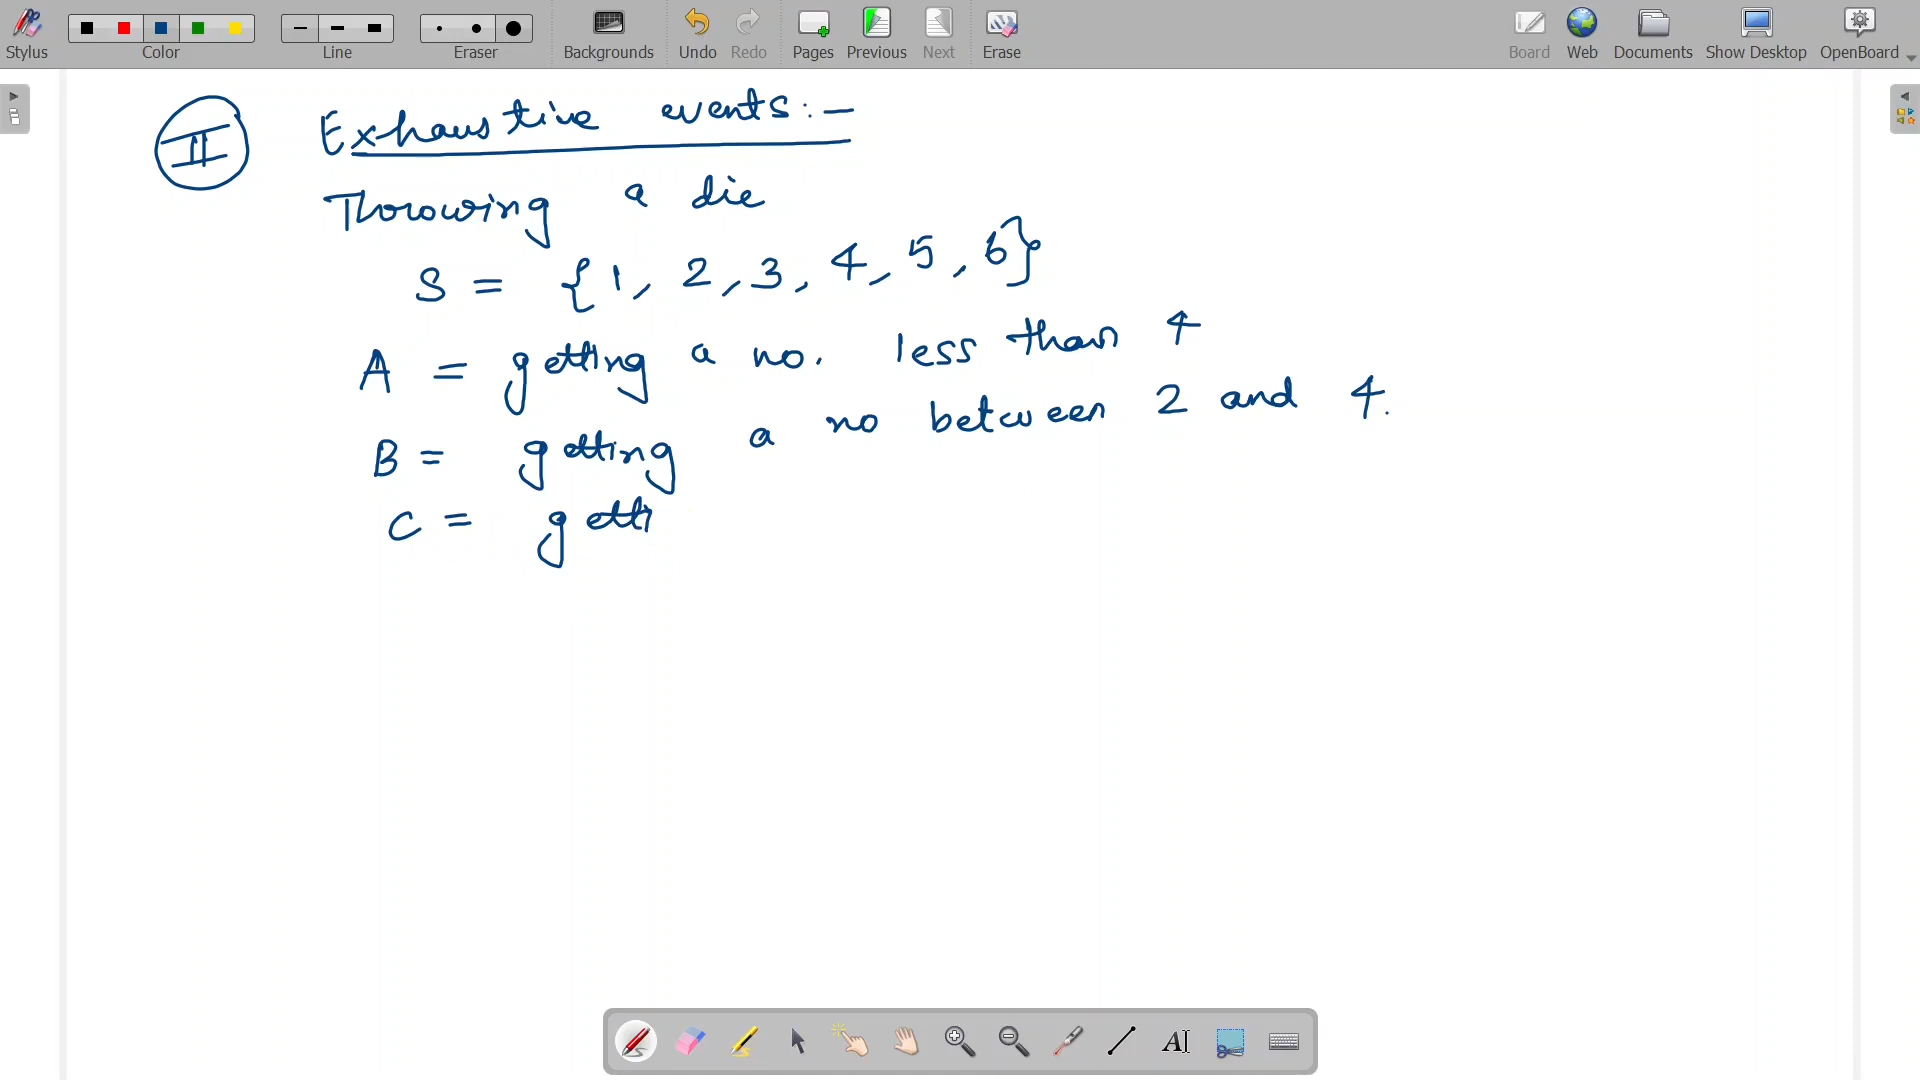 Stylus Color Line Eraser Backgrounds Undo Redo Pages Previous Next Erase Board Web Documents Show Desktop OpenBoard
II Exhaustive events:-
Throwing a die
S = {1, 2, 3, 4, 5, 6}
A = getting a no. less than 4
B = getting a no between 2 and 4.
C = getti